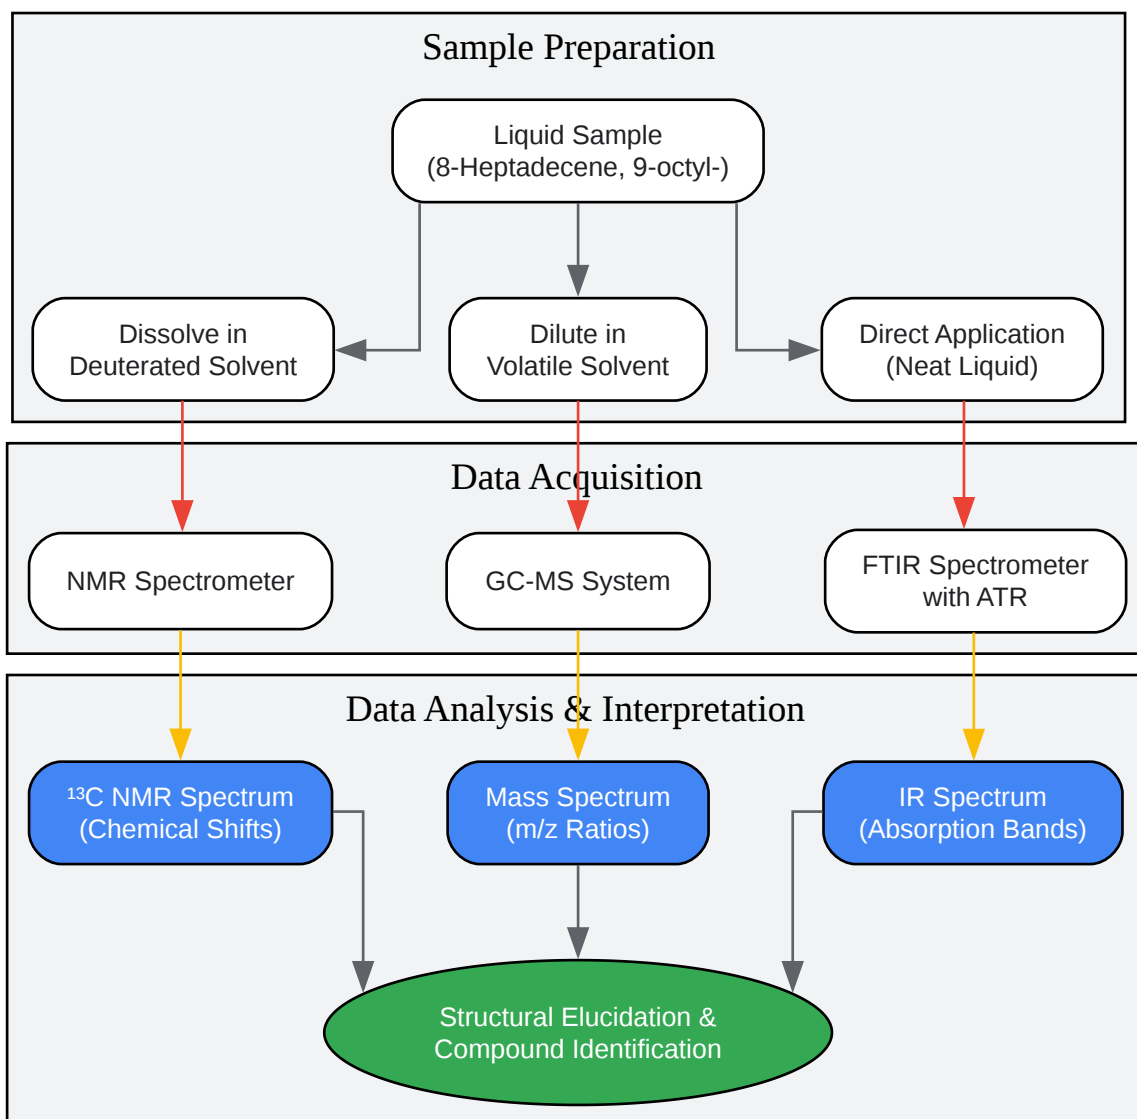 Sample Preparation
Liquid Sample
(8-Heptadecene, 9-octyl-)
Dissolve in
Deuterated Solvent
Dilute in
Volatile Solvent
Direct Application
(Neat Liquid)
Data Acquisition
NMR Spectrometer
GC-MS System
FTIR Spectrometer
with ATR
Data Analysis & Interpretation
¹³C NMR Spectrum
(Chemical Shifts)
Mass Spectrum
(m/z Ratios)
IR Spectrum
(Absorption Bands)
Structural Elucidation &
Compound Identification